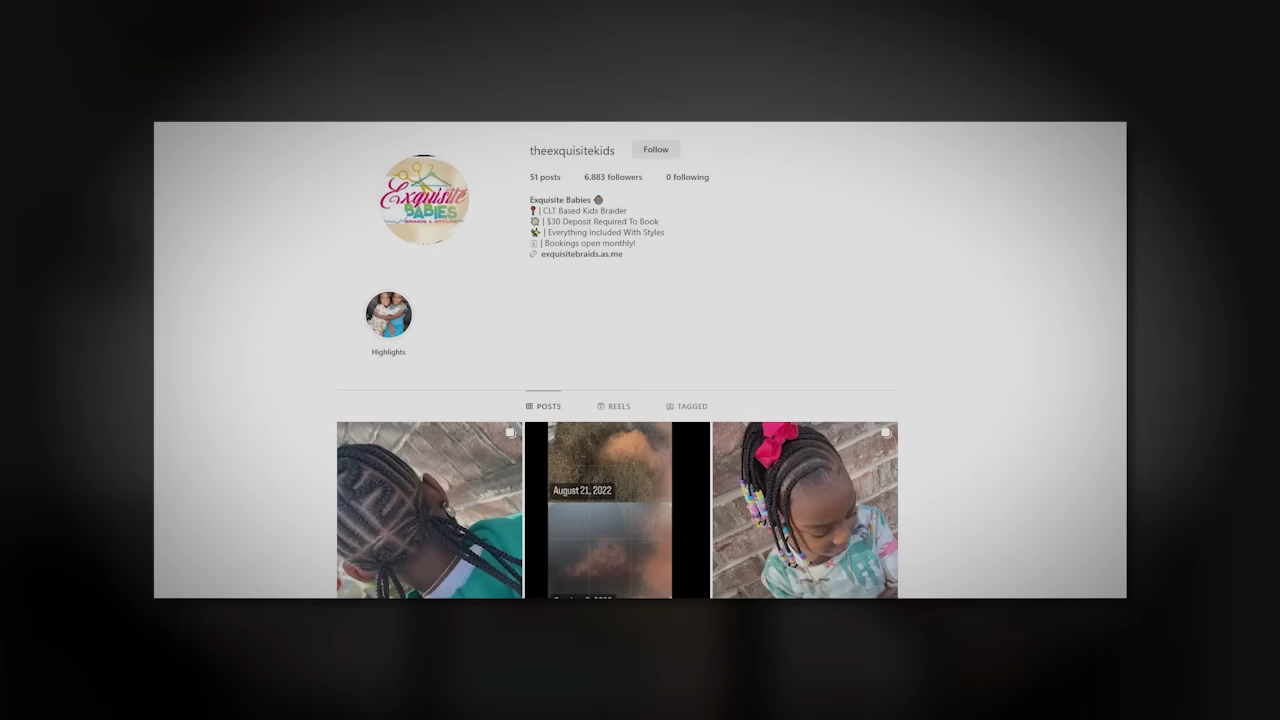 theexquisitekids Follow
51 posts 6,883 followers 0 following
Exquisite Babies
| CLT Based Kids Braider
| $30 Deposit Required To Book
| Everything Included With Styles
| Bookings open monthly!
exquisitebraids.as.me
Exquisite
BABIES
BRAIDS & STYLES
Highlights
POSTS REELS TAGGED
August 21, 2022